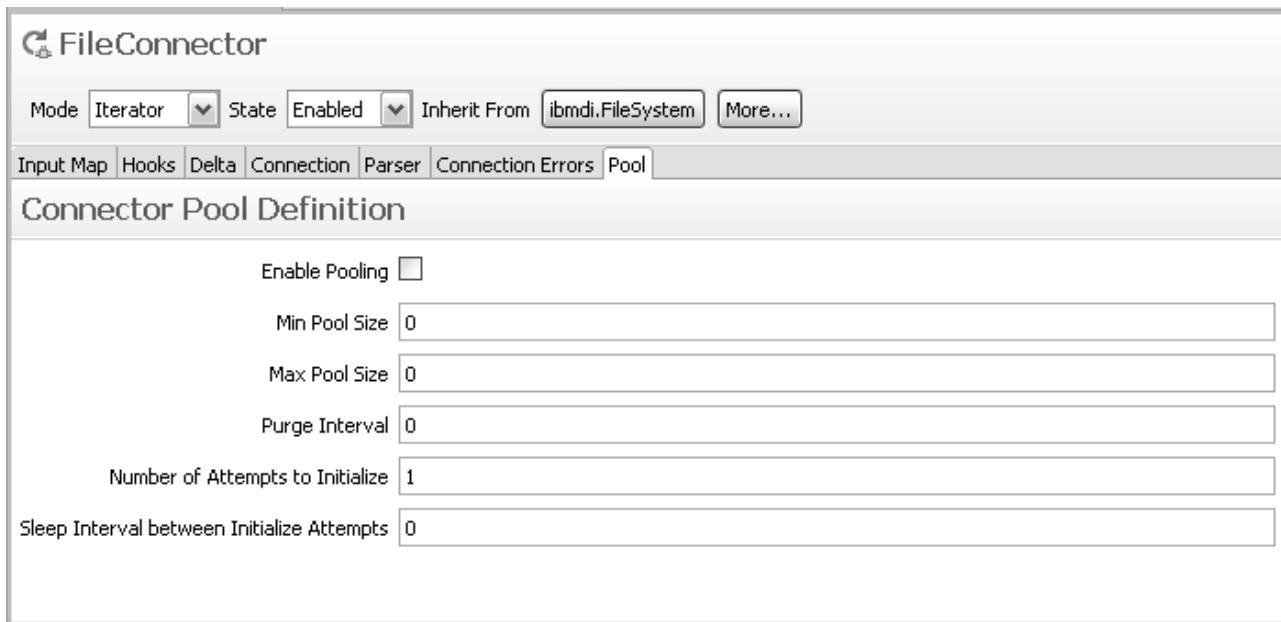 FileConnector
Mode Iterator State Enabled Inherit From ibmdi.FileSystem More...
Input Map Hooks Delta Connection Parser Connection Errors Pool
Connector Pool Definition
Enable Pooling
Min Pool Size 0
Max Pool Size 0
Purge Interval 0
Number of Attempts to Initialize 1
Sleep Interval between Initialize Attempts 0